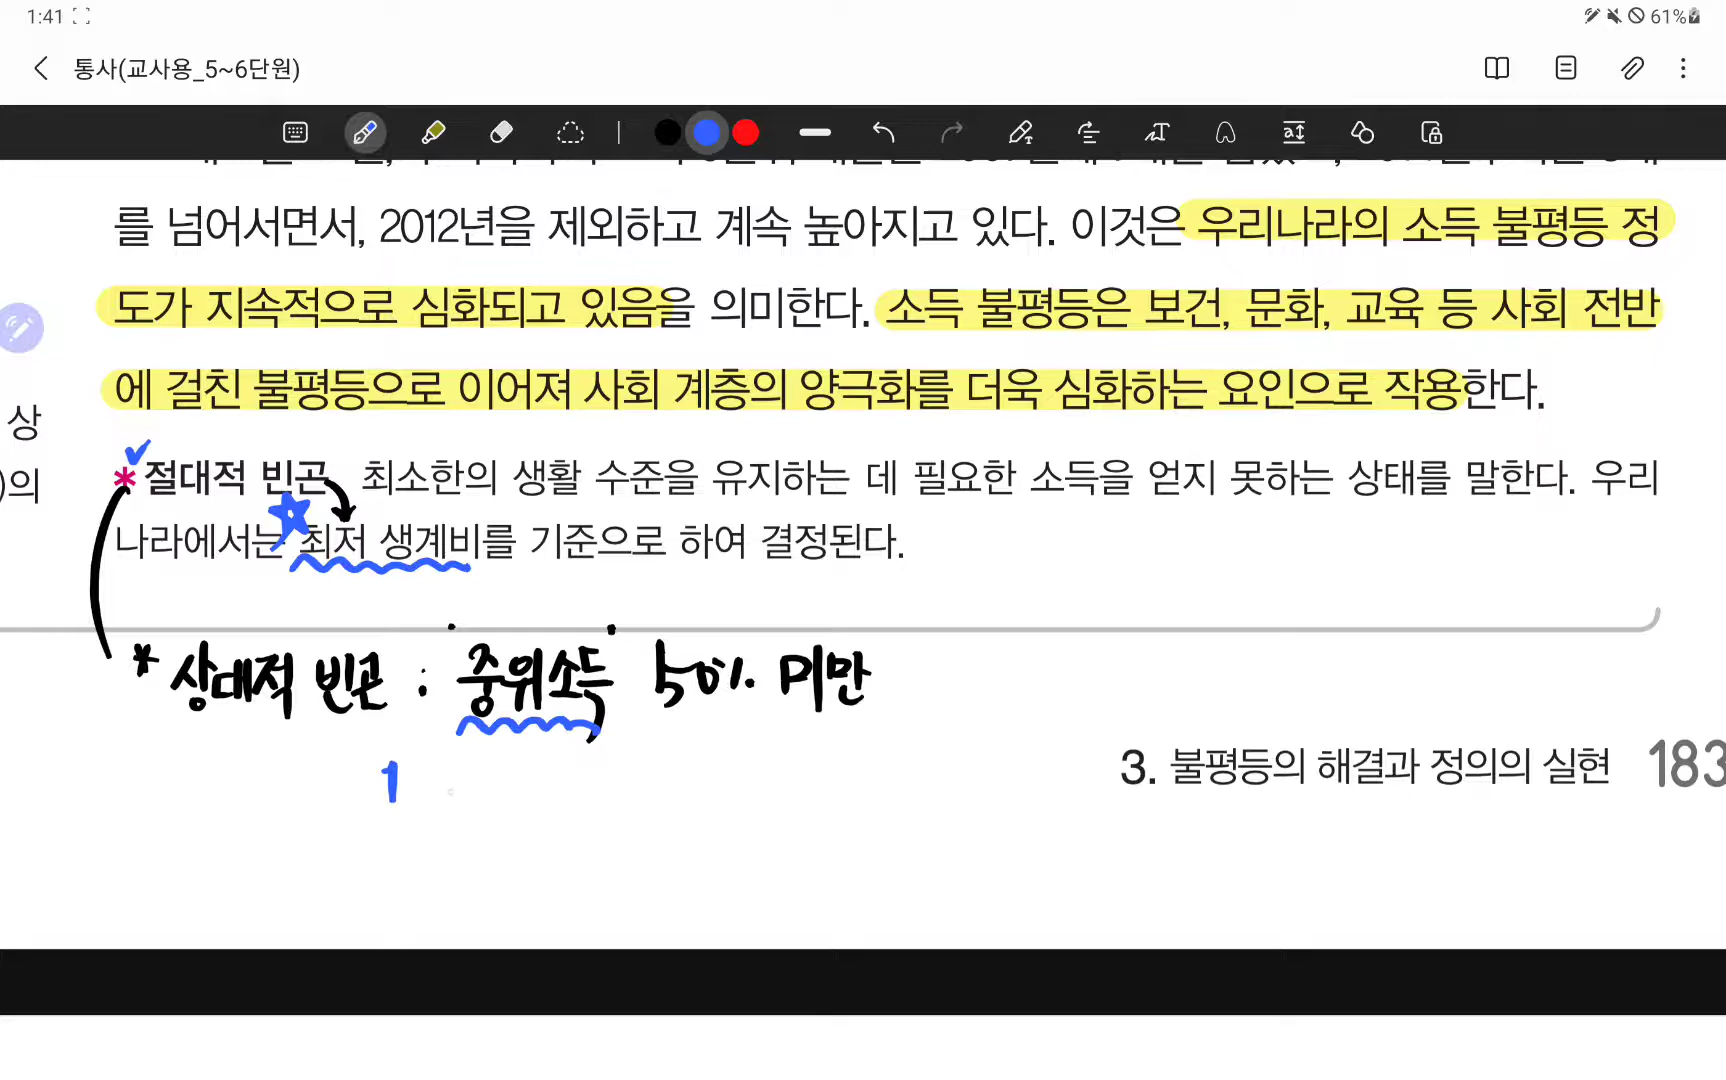 1:41
61%
통사(교사용_5~6단원)
를 넘어서면서, 2012년을 제외하고 계속 높아지고 있다. 이것은 우리나라의 소득 불평등 정
도가 지속적으로 심화되고 있음을 의미한다. 소득 불평등은 보건, 문화, 교육 등 사회 전반
에 걸친 불평등으로 이어져 사회 계층의 양극화를 더욱 심화하는 요인으로 작용한다.
상
)의
*절대적 빈곤 최소한의 생활 수준을 유지하는 데 필요한 소득을 얻지 못하는 상태를 말한다. 우리
나라에서는 최저 생계비를 기준으로 하여 결정된다.
* 상대적 빈곤 : 중위소득 50% 미만
1
3. 불평등의 해결과 정의의 실현 183